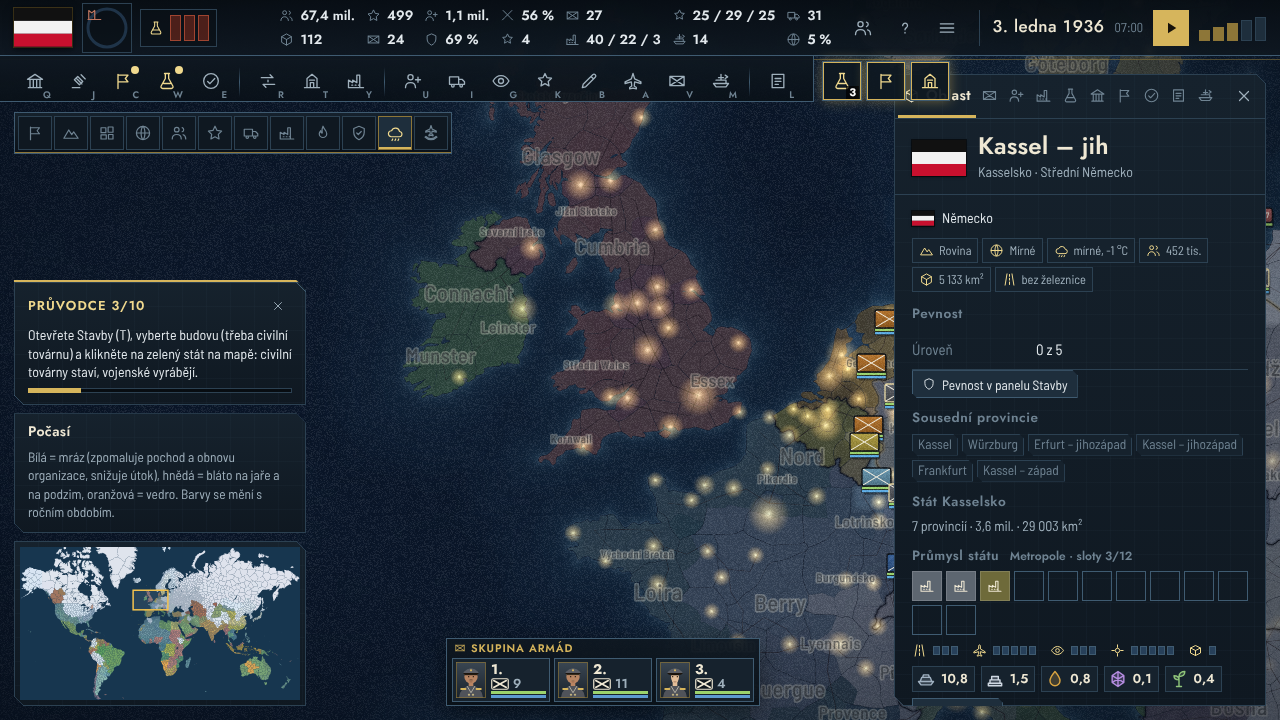 67,4 mil. 499 1,1 mil. 56 % 27 25 / 29 / 25 31
112 24 69 % 4 40 / 22 / 3 14 5 %
? 3. ledna 1936 07:00
Q J C W E R T Y U I G K B A V M L
3
Göteborg
Kassel – jih
Kasselsko · Střední Německo
Německo
Rovina Mírné mírné, -1 °C 452 tis.
5 133 km² bez železnice
Pevnost
Úroveň 0 z 5
Pevnost v panelu Stavby
Sousední provincie
Kassel Würzburg Erfurt – jihozápad Kassel – jihozápad
Frankfurt Kassel – západ
Stát Kasselsko
7 provincií · 3,6 mil. · 29 003 km²
Průmysl státu Metropole · sloty 3/12
10,8 1,5 0,8 0,1 0,4
PRŮVODCE 3/10
Otevřete Stavby (T), vyberte budovu (třeba civilní
továrnu) a klikněte na zelený stát na mapě: civilní
továrny staví, vojenské vyrábějí.
Počasí
Bílá = mráz (zpomaluje pochod a obnovu
organizace, snižuje útok), hnědá = bláto na jaře a
na podzim, oranžová = vedro. Barvy se mění s
ročním obdobím.
Glasgow
Jižní Skotsko
Severní Irsko
Cumbria
Connacht
Leinster
Munster
Střední Wales
Essex
Kornwall
Nord
Pikardie
Lotrinsko
Východní Bretaň
Loira
Burgundsko
Berry
Lyonnais
Provence
SKUPINA ARMÁD
1. 9
2. 11
3. 4